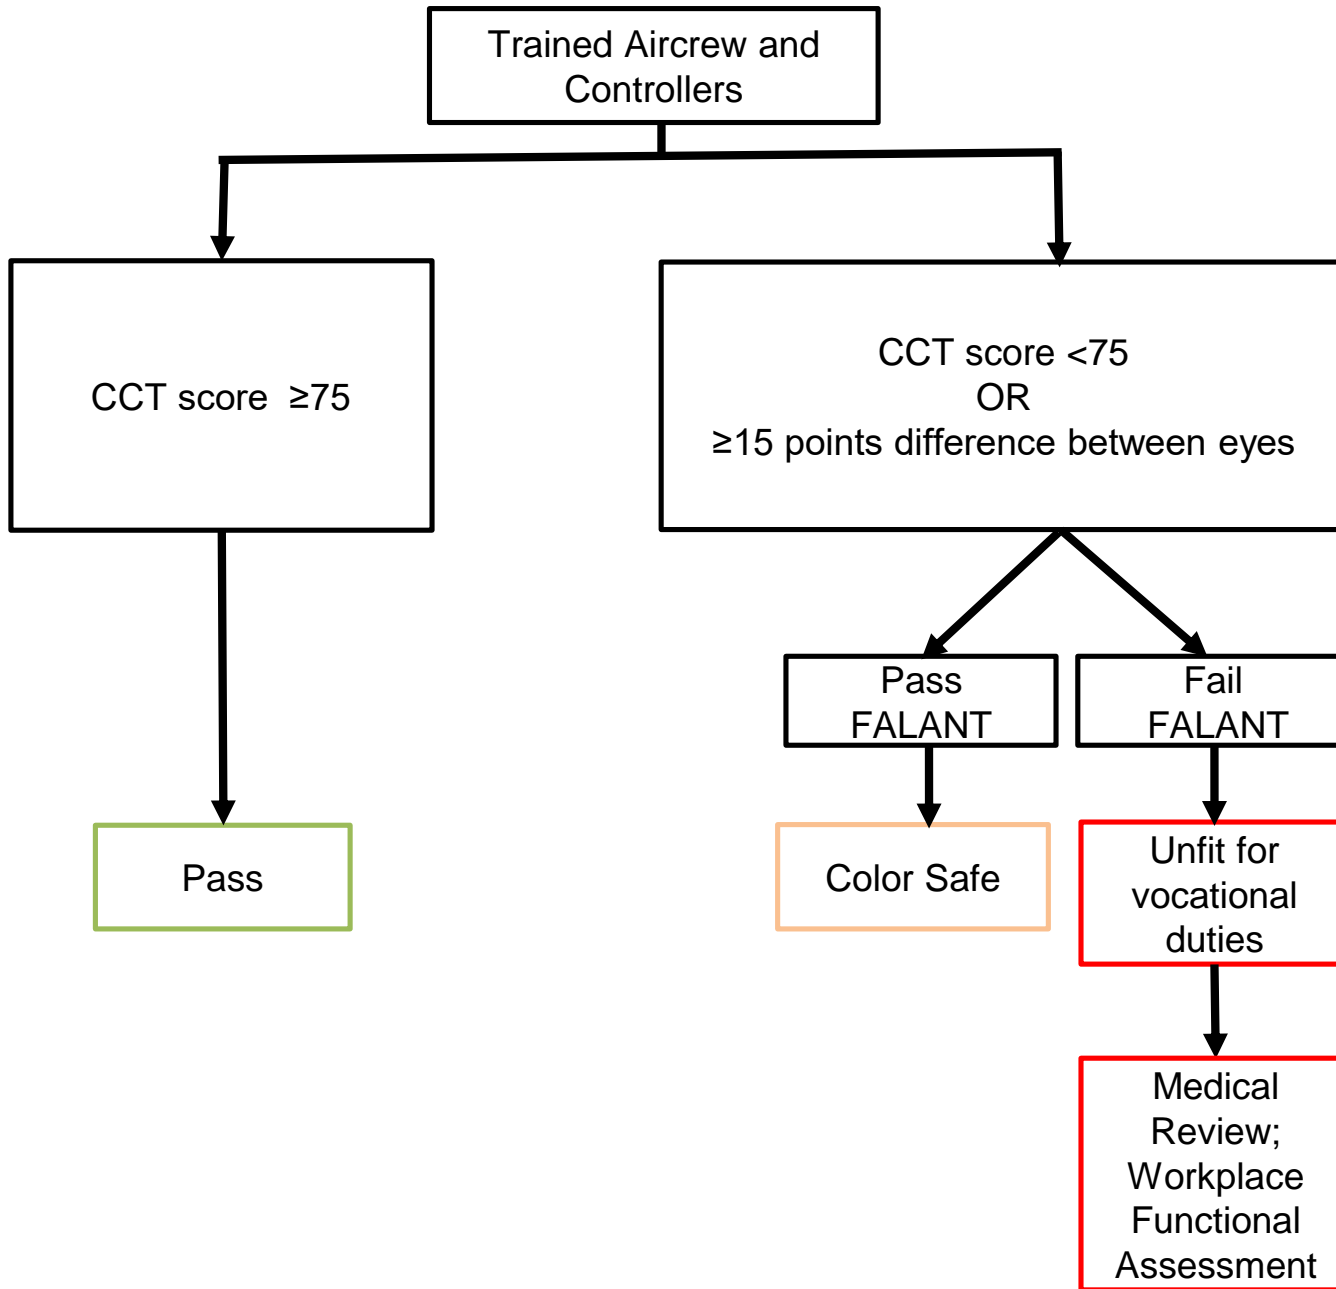 Trained Aircrew and
Controllers
CCT score ≥75
CCT score <75
OR
≥15 points difference between eyes
Pass
FALANT
Fail
FALANT
Pass
Color Safe
Unfit for
vocational
duties
Medical
Review;
Workplace
Functional
Assessment